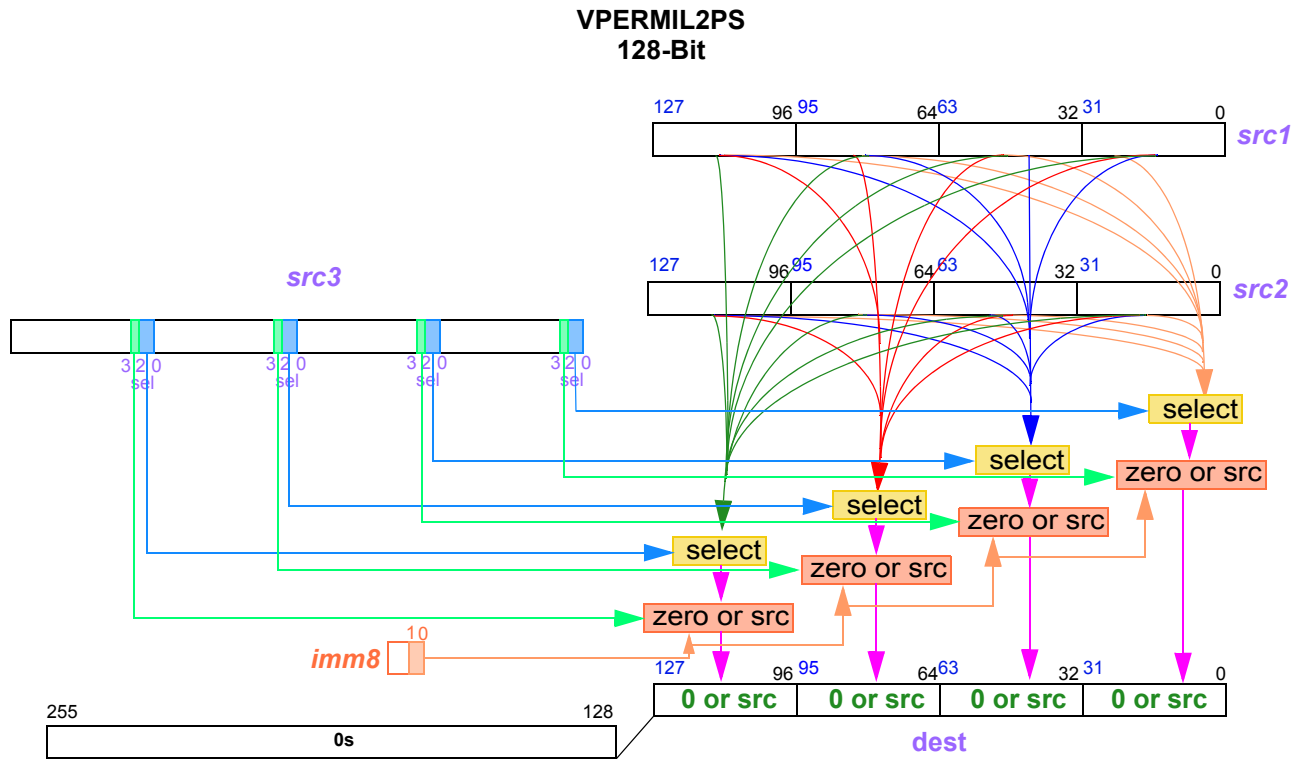 VPERMIL2PS
128-Bit
127 96 95 64 63 32 31 0
src1
127 96 95 64 63 32 31 0
src2
src3
3 2 0 3 2 0 3 2 0 3 2 0
sel sel sel sel
select
select
zero or src
select
zero or src
select
zero or src
zero or src
1 0
imm8
127 96 95 64 63 32 31 0
0 or src 0 or src 0 or src 0 or src
255 128
0s
dest